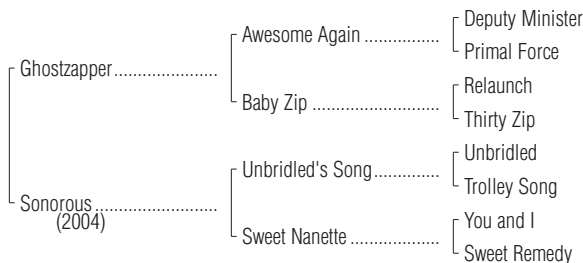 Deputy Minister
Awesome Again
Primal Force
Ghostzapper
Relaunch
Baby Zip
Thirty Zip
Unbridled
Unbridled's Song
Trolley Song
Sonorous
(2004)
You and I
Sweet Nanette
Sweet Remedy